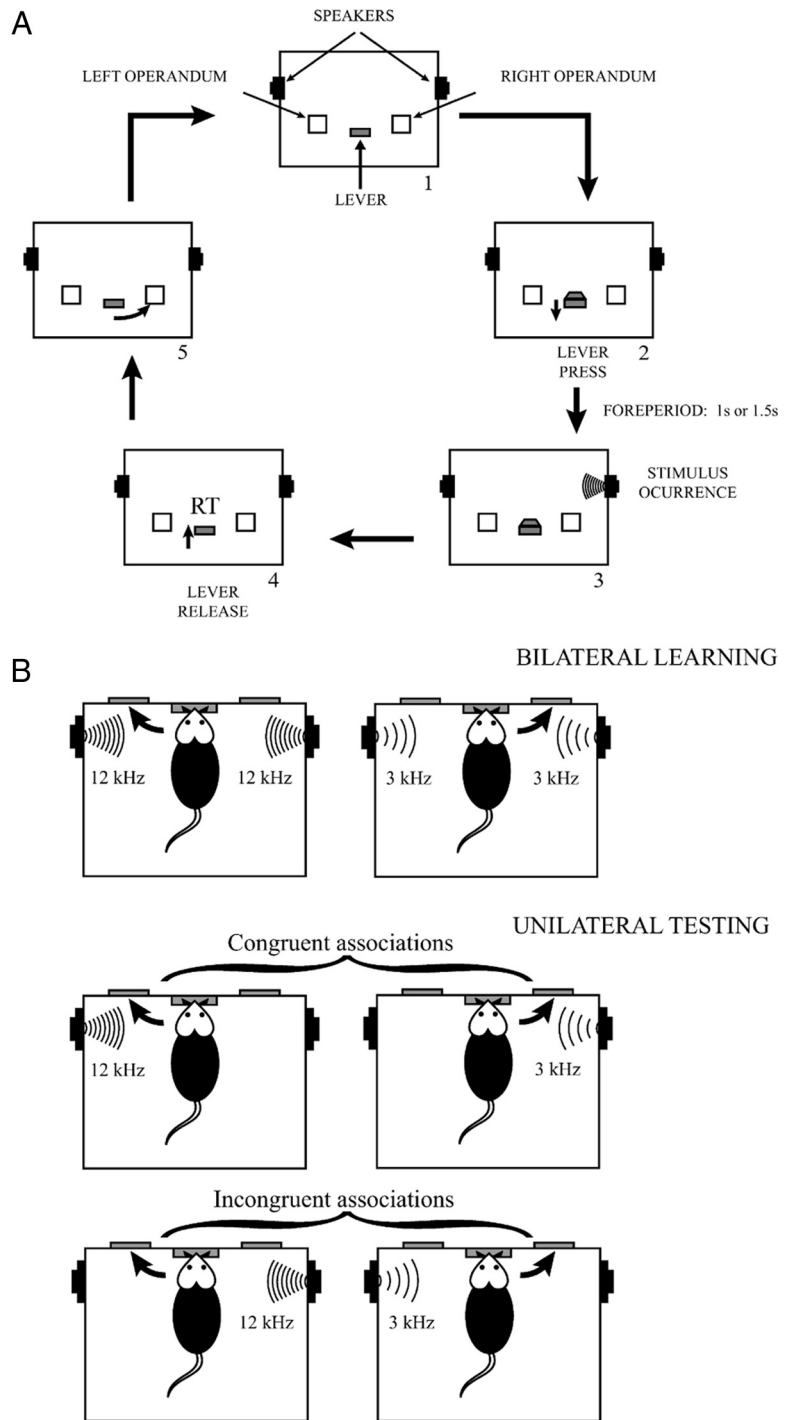 A
SPEAKERS
LEFT OPERANDUM
RIGHT OPERANDUM
LEVER
1
5
2
LEVER
PRESS
FOREPERIOD: 1s or 1.5s
STIMULUS
OCURRENCE
RT
4
3
LEVER
RELEASE
B
BILATERAL LEARNING
12 kHz
12 kHz
3 kHz
3 kHz
UNILATERAL TESTING
Congruent associations
12 kHz
3 kHz
Incongruent associations
12 kHz
3 kHz